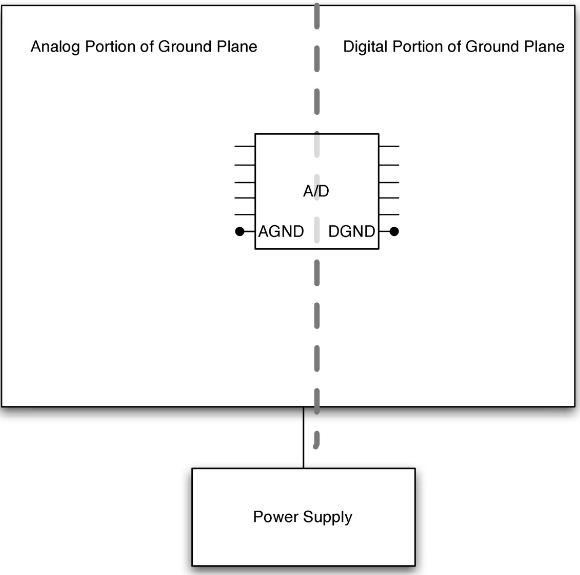 Analog Portion of Ground Plane
Digital Portion of Ground Plane
A/D
AGND
DGND
Power Supply